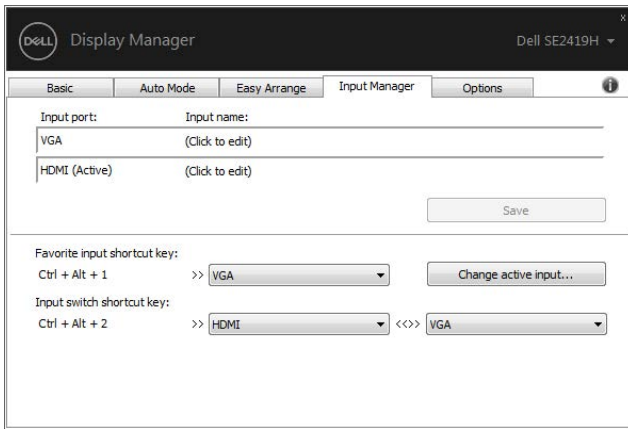 x
DELL Display Manager Dell SE2419H
Basic Auto Mode Easy Arrange Input Manager Options i
Input port: Input name:
VGA (Click to edit)
HDMI (Active) (Click to edit)
Save
Favorite input shortcut key:
Ctrl + Alt + 1 >> VGA Change active input...
Input switch shortcut key:
Ctrl + Alt + 2 >> HDMI <<>> VGA